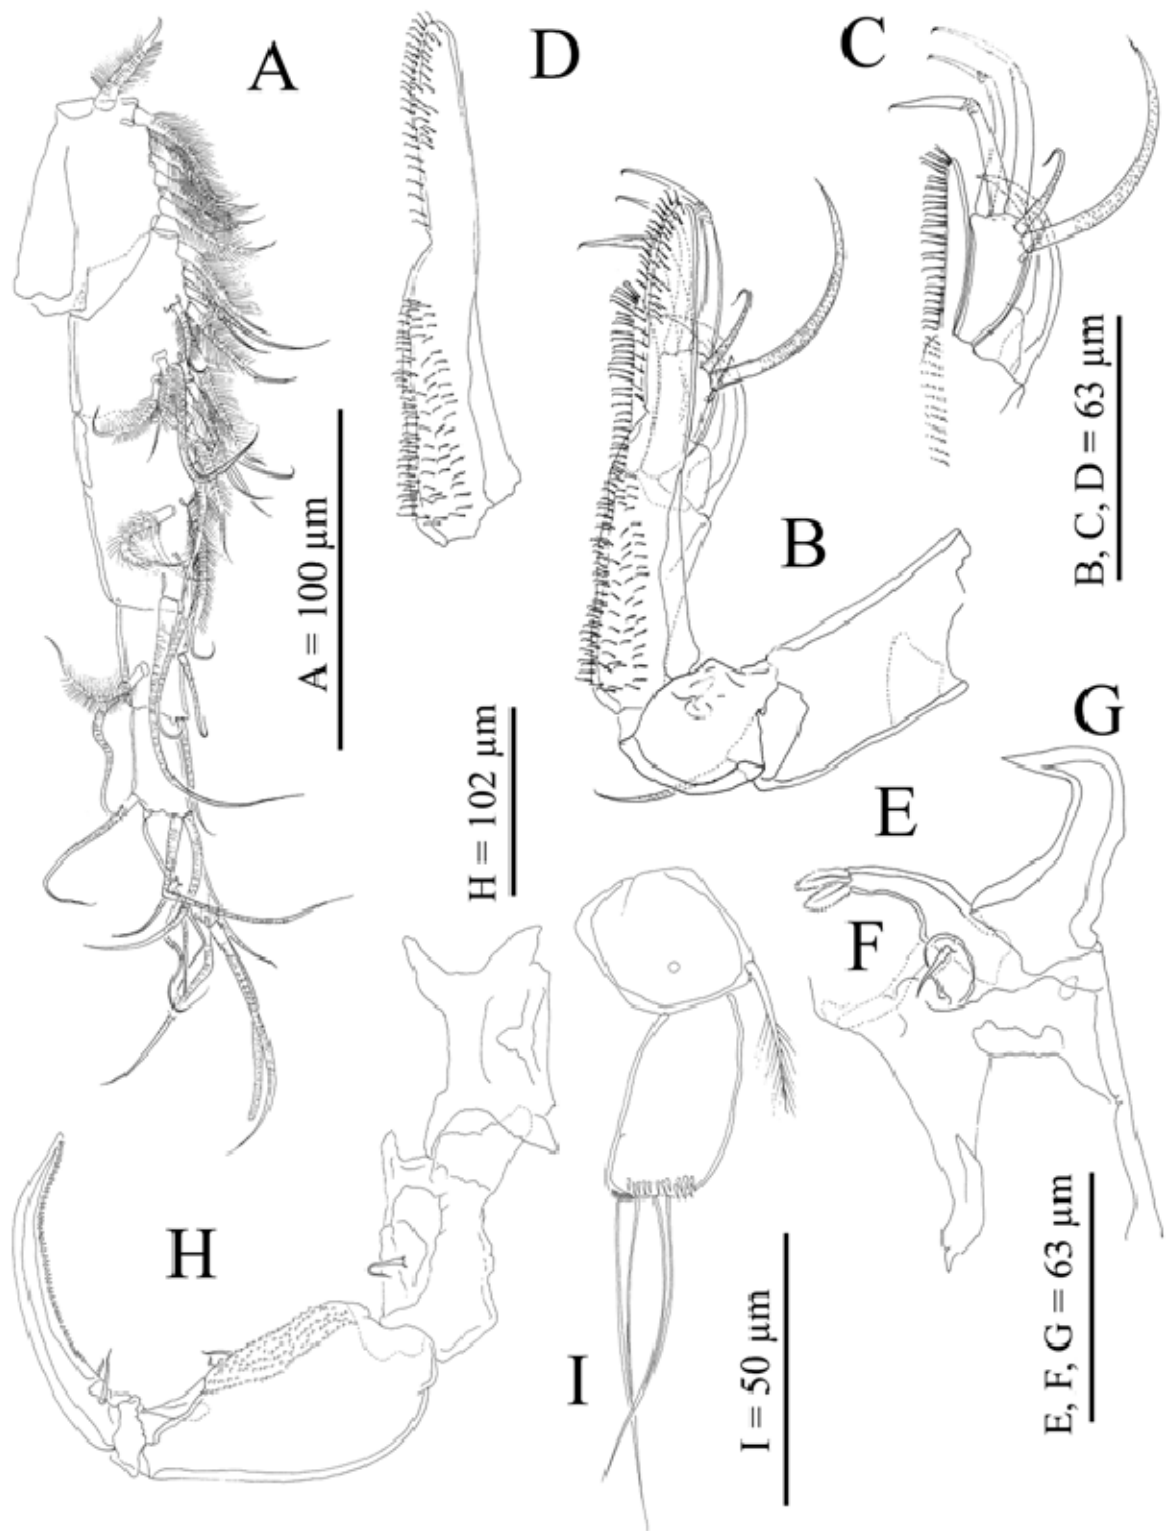 A
D
C
B, C, D = 63 µm
A = 100 µm
B
H = 102 µm
G
E
F
H
I
I = 50 µm
E, F, G = 63 µm